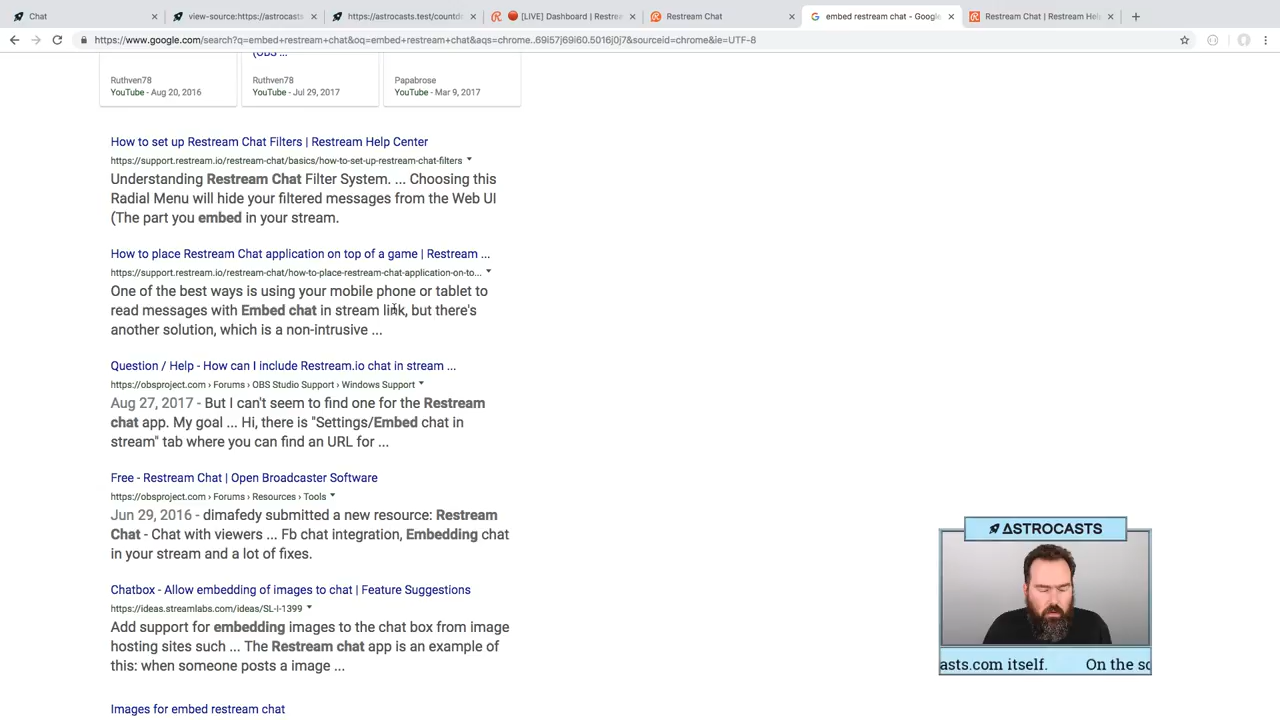 Chat
view-source:https://astrocasts
https://astrocasts.test/countd
[LIVE] Dashboard | Restre
Restream Chat
embed restream chat - Google
Restream Chat | Restream Hel
https://www.google.com/search?q=embed+restream+chat&oq=embed+restream+chat&aqs=chrome..69i57j69i60.5016j0j7&sourceid=chrome&ie=UTF-8
(OBS ...
Ruthven78
YouTube - Aug 20, 2016
Ruthven78
YouTube - Jul 29, 2017
Papabrose
YouTube - Mar 9, 2017
How to set up Restream Chat Filters | Restream Help Center
https://support.restream.io/restream-chat/basics/how-to-set-up-restream-chat-filters
Understanding Restream Chat Filter System. ... Choosing this
Radial Menu will hide your filtered messages from the Web UI
(The part you embed in your stream.
How to place Restream Chat application on top of a game | Restream ...
https://support.restream.io/restream-chat/how-to-place-restream-chat-application-on-to...
One of the best ways is using your mobile phone or tablet to
read messages with Embed chat in stream link, but there's
another solution, which is a non-intrusive ...
Question / Help - How can I include Restream.io chat in stream ...
https://obsproject.com › Forums › OBS Studio Support › Windows Support
Aug 27, 2017 - But I can't seem to find one for the Restream
chat app. My goal ... Hi, there is "Settings/Embed chat in
stream" tab where you can find an URL for ...
Free - Restream Chat | Open Broadcaster Software
https://obsproject.com › Forums › Resources › Tools
Jun 29, 2016 - dimafedy submitted a new resource: Restream
Chat - Chat with viewers ... Fb chat integration, Embedding chat
in your stream and a lot of fixes.
Chatbox - Allow embedding of images to chat | Feature Suggestions
https://ideas.streamlabs.com/ideas/SL-I-1399
Add support for embedding images to the chat box from image
hosting sites such ... The Restream chat app is an example of
this: when someone posts a image ...
Images for embed restream chat
ASTROCASTS
asts.com itself. On the sc